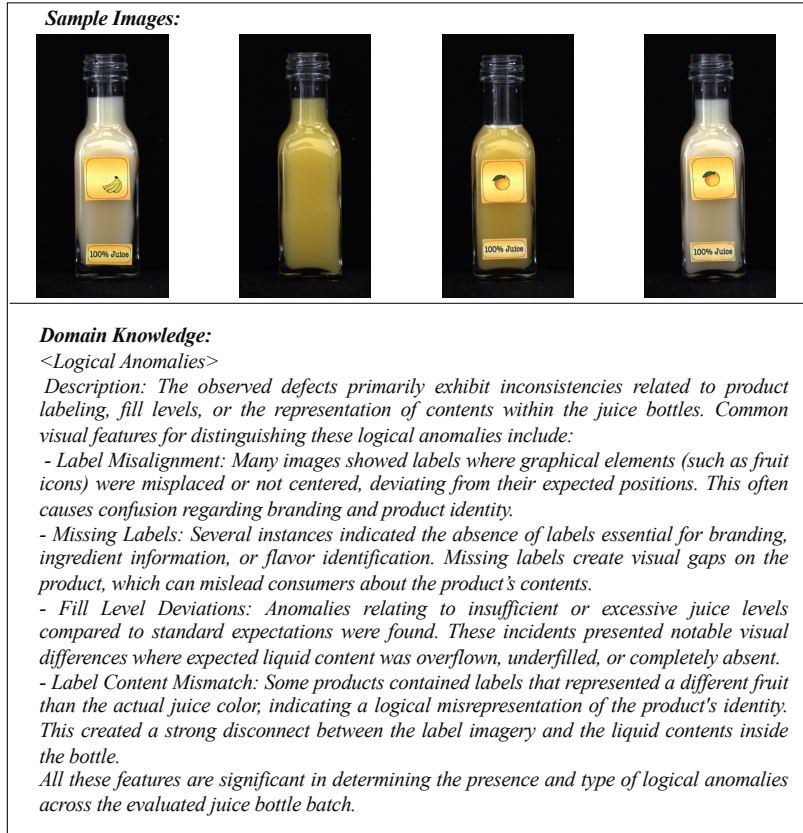 Sample Images:
100% Juice
100% Juice
100% Juice
Domain Knowledge:
<Logical Anomalies>
Description: The observed defects primarily exhibit inconsistencies related to product
labeling, fill levels, or the representation of contents within the juice bottles. Common
visual features for distinguishing these logical anomalies include:
- Label Misalignment: Many images showed labels where graphical elements (such as fruit
icons) were misplaced or not centered, deviating from their expected positions. This often
causes confusion regarding branding and product identity.
- Missing Labels: Several instances indicated the absence of labels essential for branding,
ingredient information, or flavor identification. Missing labels create visual gaps on the
product, which can mislead consumers about the product's contents.
- Fill Level Deviations: Anomalies relating to insufficient or excessive juice levels
compared to standard expectations were found. These incidents presented notable visual
differences where expected liquid content was overflown, underfilled, or completely absent.
- Label Content Mismatch: Some products contained labels that represented a different fruit
than the actual juice color, indicating a logical misrepresentation of the product's identity.
This created a strong disconnect between the label imagery and the liquid contents inside
the bottle.
All these features are significant in determining the presence and type of logical anomalies
across the evaluated juice bottle batch.